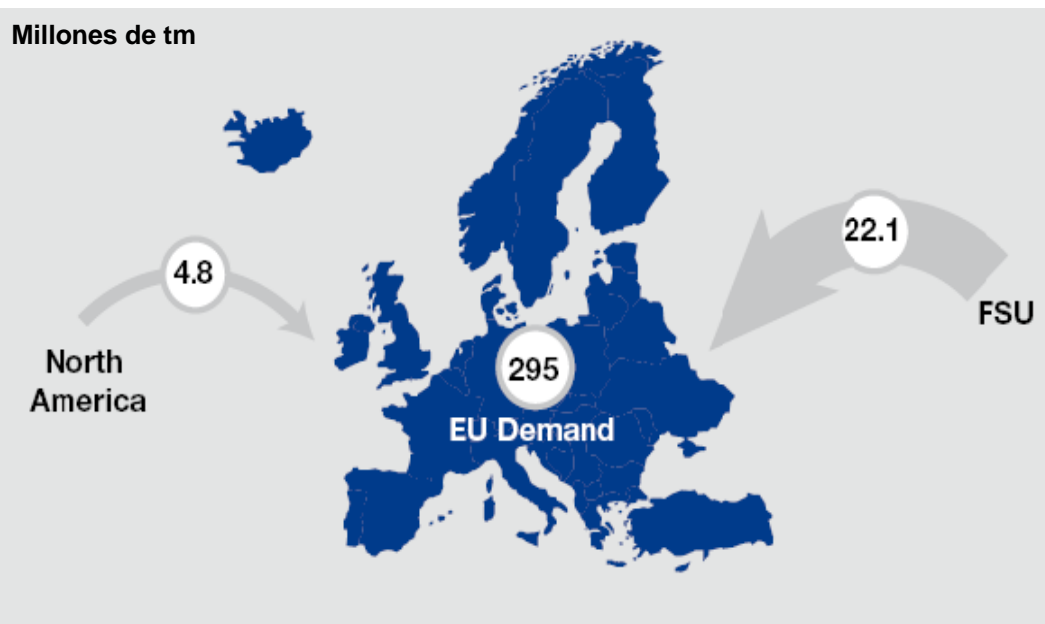 Millones de tm
22.1
4.8
FSU
North
America
295
EU Demand